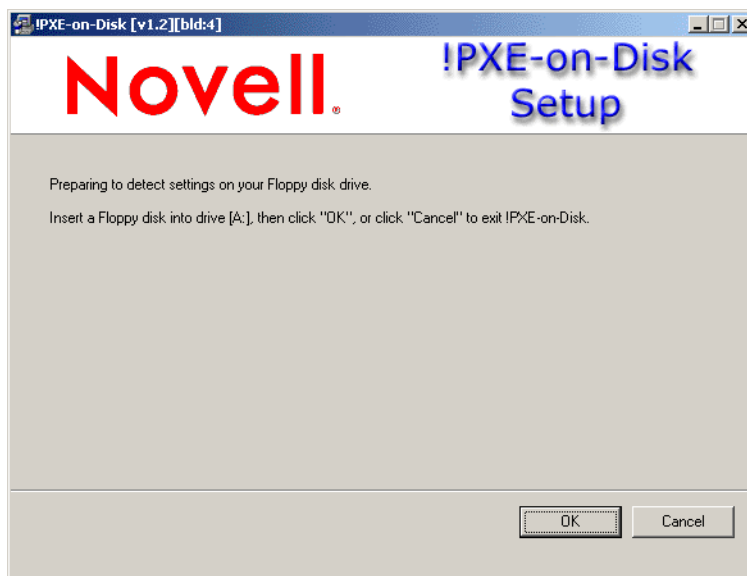 !PXE-on-Disk [v1.2][bld:4]
Novell®
!PXE-on-Disk
Setup
Preparing to detect settings on your Floppy disk drive.
Insert a Floppy disk into drive [A:], then click "OK", or click "Cancel" to exit !PXE-on-Disk.
OK
Cancel